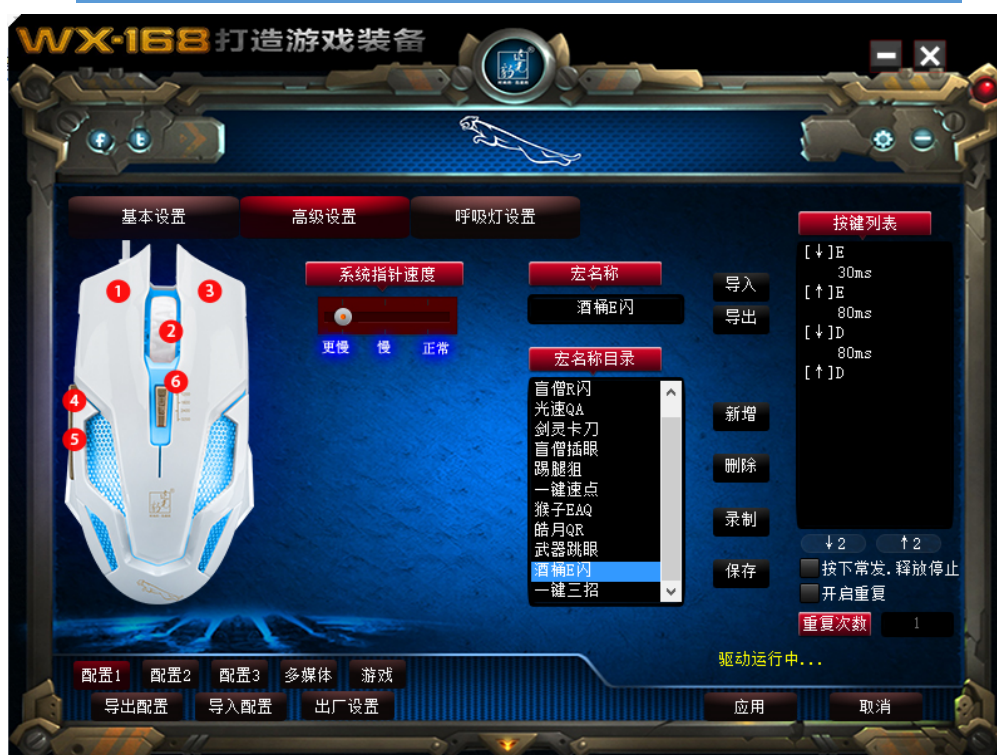 WX-168打造游戏装备
基本设置
高级设置
呼吸灯设置
1
2
3
4
5
6
系统指针速度
更慢 慢 正常
宏名称
酒桶E闪
宏名称目录
盲僧R闪
光速QA
剑灵卡刀
盲僧插眼
踢腿狙
一键速点
猴子EAQ
皓月QR
武器跳眼
酒桶E闪
一键三招
导入
导出
新增
删除
录制
保存
按键列表
[↓]E
30ms
[↑]E
80ms
[↓]D
80ms
[↑]D
↓2 ↑2
按下常发.释放停止
开启重复
重复次数 1
驱动运行中...
配置1 配置2 配置3 多媒体 游戏
导出配置 导入配置 出厂设置
应用 取消